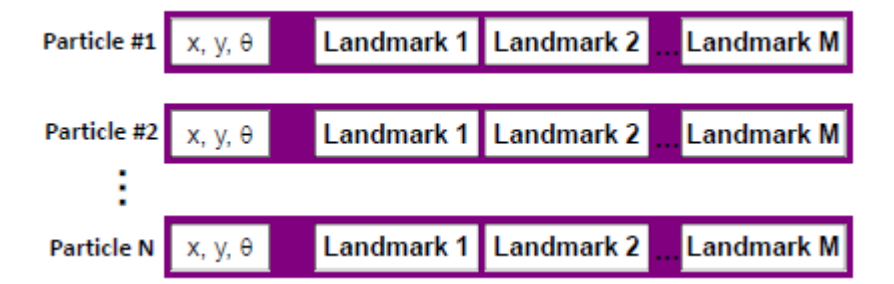 Particle #1 x, y, θ Landmark 1 Landmark 2 ... Landmark M
Particle #2 x, y, θ Landmark 1 Landmark 2 ... Landmark M
⋮
Particle N x, y, θ Landmark 1 Landmark 2 ... Landmark M